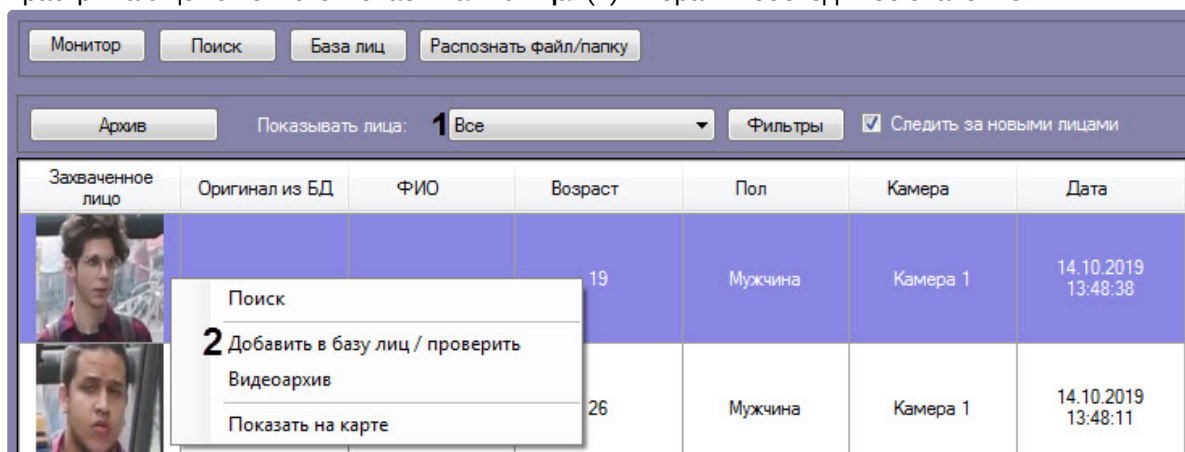 Монитор Поиск База лиц Распознать файл/папку
Архив Показывать лица: 1 Все Фильтры Следить за новыми лицами
Захваченное лицо Оригинал из БД ФИО Возраст Пол Камера Дата
19 Мужчина Камера 1 14.10.2019 13:48:38
Поиск
2 Добавить в базу лиц / проверить
Видеоархив
Показать на карте
26 Мужчина Камера 1 14.10.2019 13:48:11